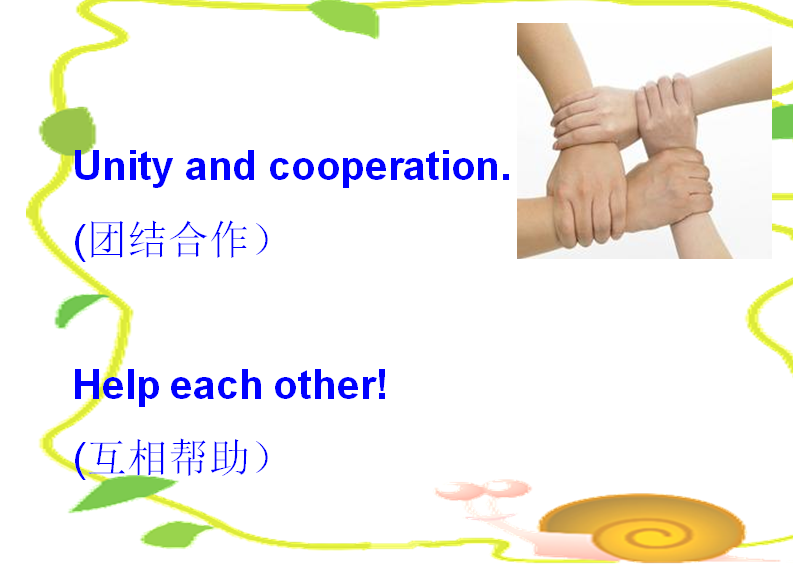 Unity and cooperation.
(团结合作）
Help each other!
(互相帮助）